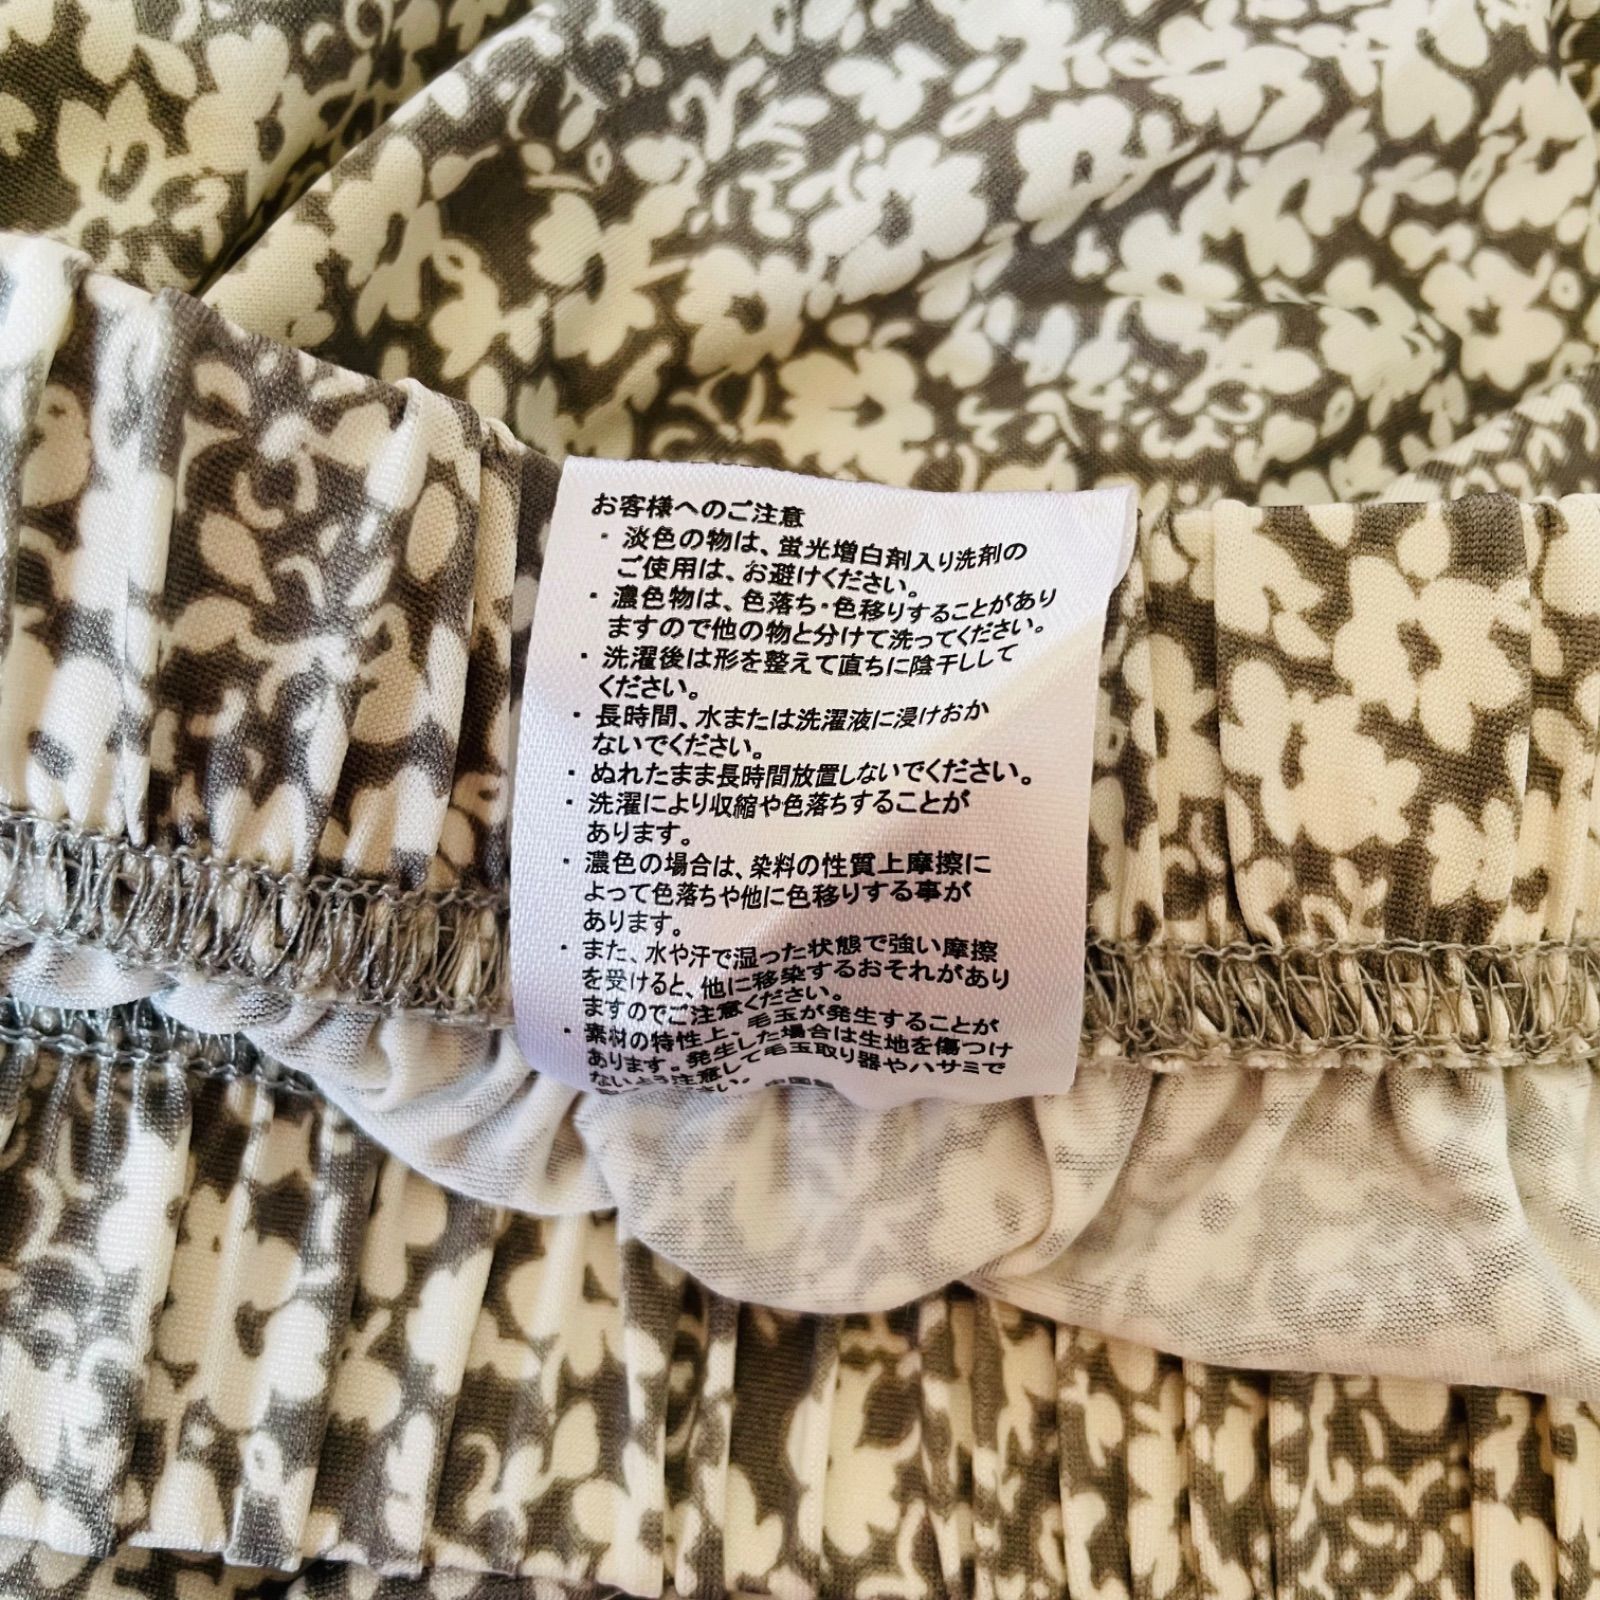 お客様へのご注意
・淡色の物は、蛍光増白剤入り洗剤の
ご使用は、お避けください。
・濃色物は、色落ち・色移りすることがあり
ますので他の物と分けて洗ってください。
・洗濯後は形を整えて直ちに陰干しして
ください。
・長時間、水または洗濯液に浸けおか
ないでください。
・ぬれたまま長時間放置しないでください。
・洗濯により収縮や色落ちすることが
あります。
・濃色の場合は、染料の性質上摩擦に
よって色落ちや他に色移りする事が
あります。
・また、水や汗で湿った状態で強い摩擦
を受けると、他に移染するおそれがあり
ますのでご注意ください。
・素材の特性上、毛玉が発生することが
あります。発生した場合は生地を傷つけ
ないよう注意して毛玉取り器やハサミで
ください。 中国